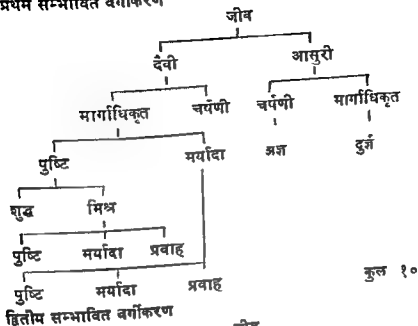 प्रथम सम्भावित वर्गीकरण
जीव
दैवी आसुरी
मार्गाधिकृत चर्षणी चर्षणी मार्गाधिकृत
पुष्टि मर्यादा अज्ञ दुर्ज्ञ
शुद्ध मिश्र
पुष्टि मर्यादा प्रवाह
पुष्टि मर्यादा प्रवाह कुल १०
द्वितीय सम्भावित वर्गीकरण